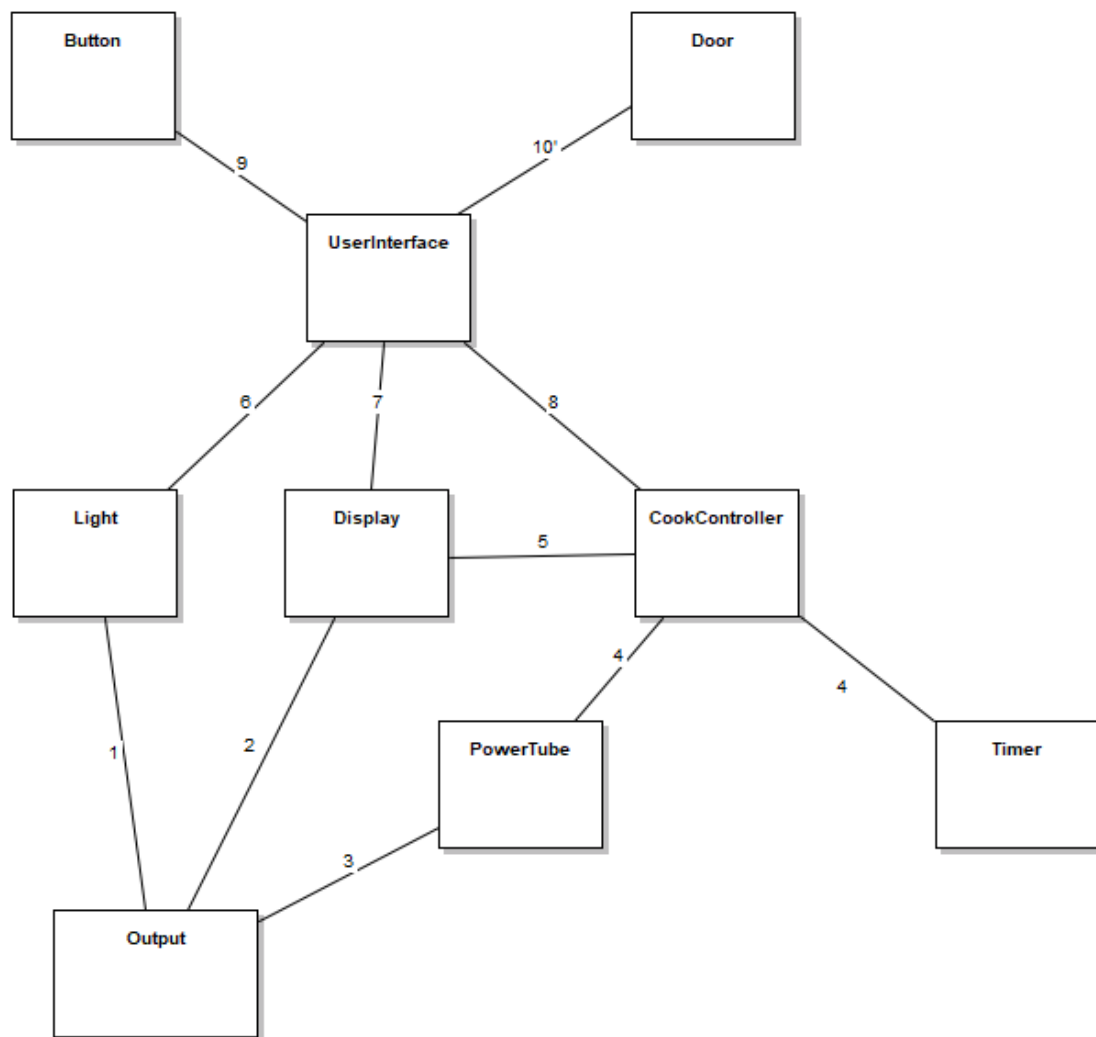 Button
Door
9
10'
UserInterface
6
7
8
Light
Display
CookController
5
4
4
1
2
PowerTube
Timer
3
Output